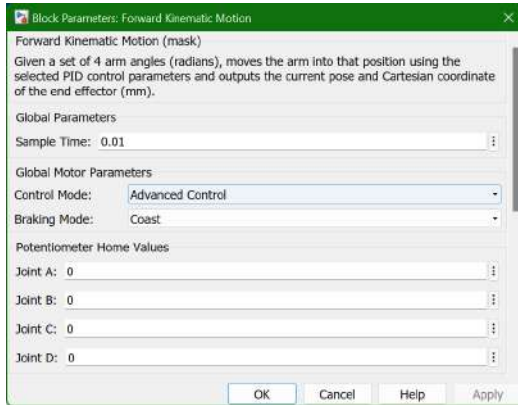 Block Parameters: Forward Kinematic Motion
Forward Kinematic Motion (mask)
Given a set of 4 arm angles (radians), moves the arm into that position using the
selected PID control parameters and outputs the current pose and Cartesian coordinate
of the end effector (mm).
Global Parameters
Sample Time: 0.01
Global Motor Parameters
Control Mode: Advanced Control
Braking Mode: Coast
Potentiometer Home Values
Joint A: 0
Joint B: 0
Joint C: 0
Joint D: 0
OK Cancel Help Apply